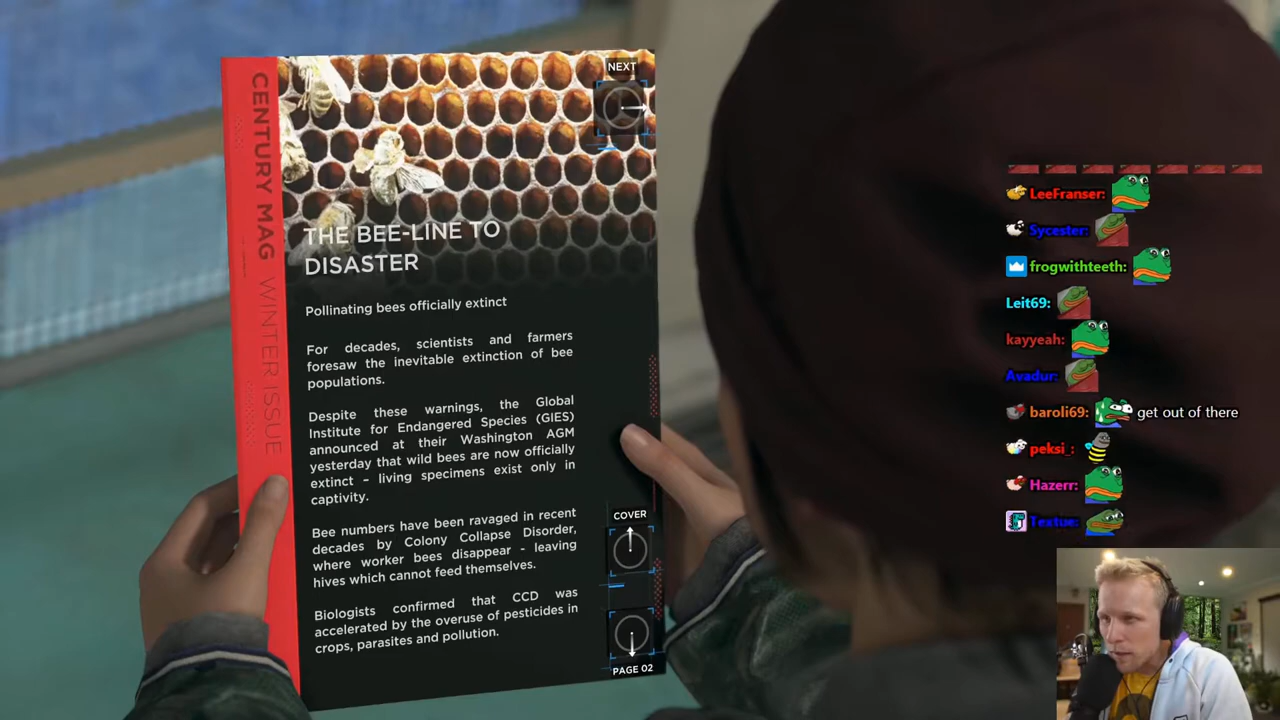 CENTURY MAG WINTER ISSUE
NEXT
THE BEE-LINE TO
DISASTER
Pollinating bees officially extinct
For decades, scientists and farmers
foresaw the inevitable extinction of bee
populations.
Despite these warnings, the Global
Institute for Endangered Species (GIES)
announced at their Washington AGM
yesterday that wild bees are now officially
extinct - living specimens exist only in
captivity.
Bee numbers have been ravaged in recent
decades by Colony Collapse Disorder,
where worker bees disappear - leaving
hives which cannot feed themselves.
Biologists confirmed that CCD was
accelerated by the overuse of pesticides in
crops, parasites and pollution.
COVER
PAGE 02
LeeFranser:
Sycester:
frogwithteeth:
Leit69:
kayyeah:
Avadur:
baroli69: get out of there
peksi_:
Hazerr:
Textue: